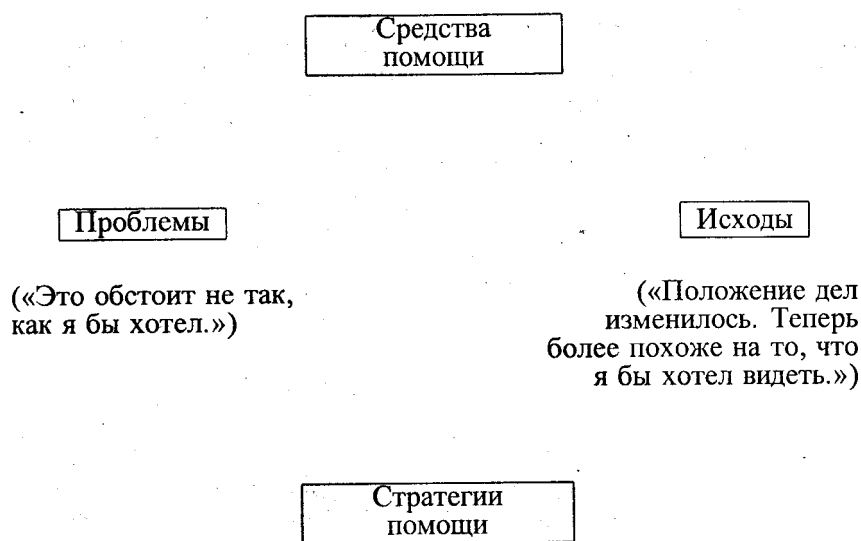 Средства
помощи
Проблемы
Исходы
(«Это обстоит не так,
как я бы хотел.»)
(«Положение дел
изменилось. Теперь
более похоже на то, что
я бы хотел видеть.»)
Стратегии
помощи